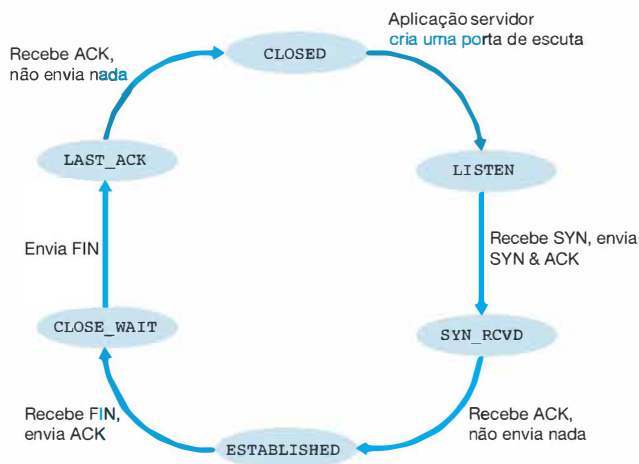 Aplicação servidor
cria uma porta de escuta
Recebe ACK,
não envia nada
CLOSED
LAST_ACK
LISTEN
Recebe SYN, envia
SYN & ACK
Envia FIN
CLOSE_WAIT
SYN_RCVD
Recebe FIN,
envia ACK
Recebe ACK,
não envia nada
ESTABLISHED